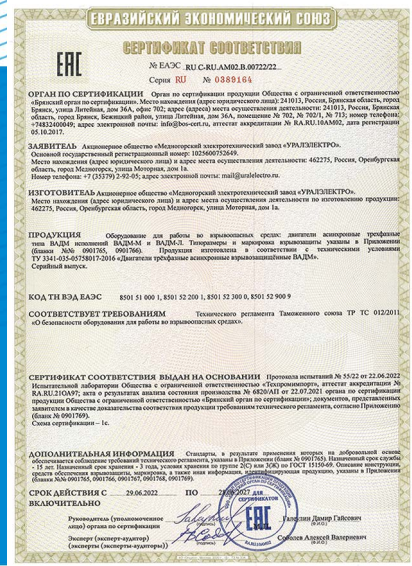 ЕВРАЗИЙСКИЙ ЭКОНОМИЧЕСКИЙ СОЮЗ
СЕРТИФИКАТ СООТВЕТСТВИЯ
ЕАС
№ ЕАЭС RU C-RU.АМ02.В.00722/22
Серия RU № 0389164
ОРГАН ПО СЕРТИФИКАЦИИ Орган по сертификации продукции Общества с ограниченной ответственностью
«Брянский орган по сертификации». Место нахождения (адрес юридического лица): 241013, Россия, Брянская область, город
Брянск, улица Литейная, дом 36А, офис 702; адрес места осуществления деятельности: 241013, Россия, Брянская область,
город Брянск, Бежицкий район, улица Литейная, дом 36А, помещение № 702, № 702/1, № 713; номер телефона:
+74832400049; адрес электронной почты: info@bos-cert.ru, аттестат аккредитации № RA.RU.10АМ02, дата регистрации
05.10.2017.
ЗАЯВИТЕЛЬ Акционерное общество «Медногорский электротехнический завод «УРАЛЭЛЕКТРО».
Основной государственный регистрационный номер: 1025600752649.
Место нахождения (адрес юридического лица) и адрес места осуществления деятельности: 462275, Россия, Оренбургская
область, город Медногорск, улица Моторная, дом 1а.
Номер телефона: +7 (35379) 2-92-05; адрес электронной почты: mail@uralelectro.ru
ИЗГОТОВИТЕЛЬ Акционерное общество «Медногорский электротехнический завод «УРАЛЭЛЕКТРО».
Место нахождения (адрес юридического лица) и адрес места осуществления деятельности по изготовлению продукции:
462275, Россия, Оренбургская область, город Медногорск, улица Моторная, дом 1а.
ПРОДУКЦИЯ Оборудование для работы во взрывоопасных средах: двигатели асинхронные трехфазные
типа ВАДМ исполнений ВАДМ-М и ВАДМ-Л. Типоразмеры и маркировка взрывозащиты указаны в Приложении
(бланки №№ 0901765, 0901766). Продукция изготовлена в соответствии с техническими условиями
ТУ 3341-035-05758017-2016 «Двигатели трёхфазные асинхронные взрывозащищённые ВАДМ».
Серийный выпуск.
КОД ТН ВЭД ЕАЭС 8501 51 000 1, 8501 52 200 1, 8501 52 300 0, 8501 52 900 9
СООТВЕТСТВУЕТ ТРЕБОВАНИЯМ Технического регламента Таможенного союза ТР ТС 012/2011
«О безопасности оборудования для работы во взрывоопасных средах».
СЕРТИФИКАТ СООТВЕТСТВИЯ ВЫДАН НА ОСНОВАНИИ Протокола испытаний № 55/22 от 22.06.2022
Испытательной лаборатории Общества с ограниченной ответственностью «Техпромимпорт», аттестат аккредитации №
RA.RU.21ОА97; акта о результатах анализа состояния производства № 6820/АП от 22.07.2021 органа по сертификации
продукции Общества с ограниченной ответственностью «Брянский орган по сертификации»; документов, представленных
заявителем в качестве доказательства соответствия продукции требованиям технического регламента, согласно Приложению
(бланк № 0901769).
Схема сертификации – 1с.
ДОПОЛНИТЕЛЬНАЯ ИНФОРМАЦИЯ Стандарты, в результате применения которых на добровольной основе
обеспечивается соблюдение требований технического регламента, указаны в Приложении (бланк № 0901765). Назначенный срок службы
- 15 лет. Назначенный срок хранения - 3 года, условия хранения по группе 2(С) или 3(Ж) по ГОСТ 15150-69. Описание конструкции,
средств обеспечения взрывозащиты, маркировка, а также иная информация, идентифицирующая продукцию, указаны в Приложении
(бланки №№ 0901765, 0901766, 0901767, 0901768, 0901769).
СРОК ДЕЙСТВИЯ С 29.06.2022 ПО 28.06.2027
ВКЛЮЧИТЕЛЬНО
ДЛЯ СЕРТИФИКАТОВ
Руководитель (уполномоченное лицо) органа по сертификации
Дамир Гайсович
(Ф.И.О.)
Эксперт (эксперт-аудитор)
(эксперты (эксперты-аудиторы))
Соболев Алексей Валериевич
(Ф.И.О.)